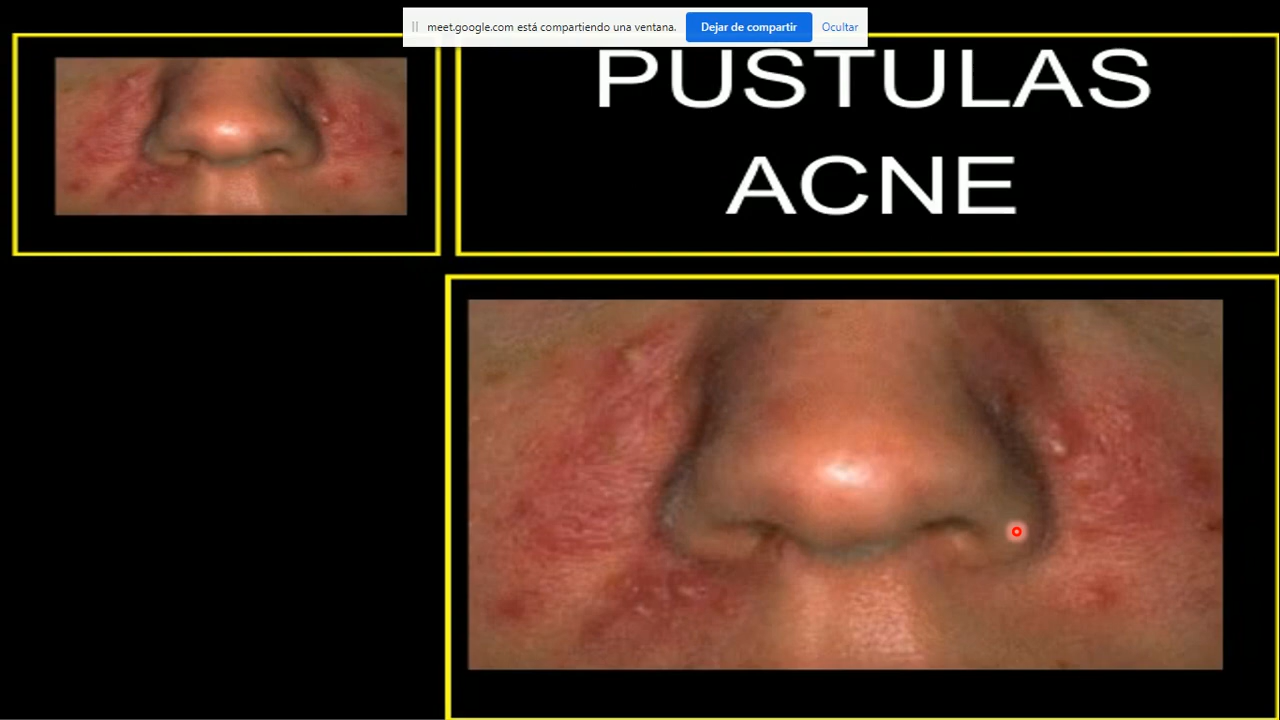 meet.google.com está compartiendo una ventana. Dejar de compartir Ocultar
PUSTULAS
ACNE